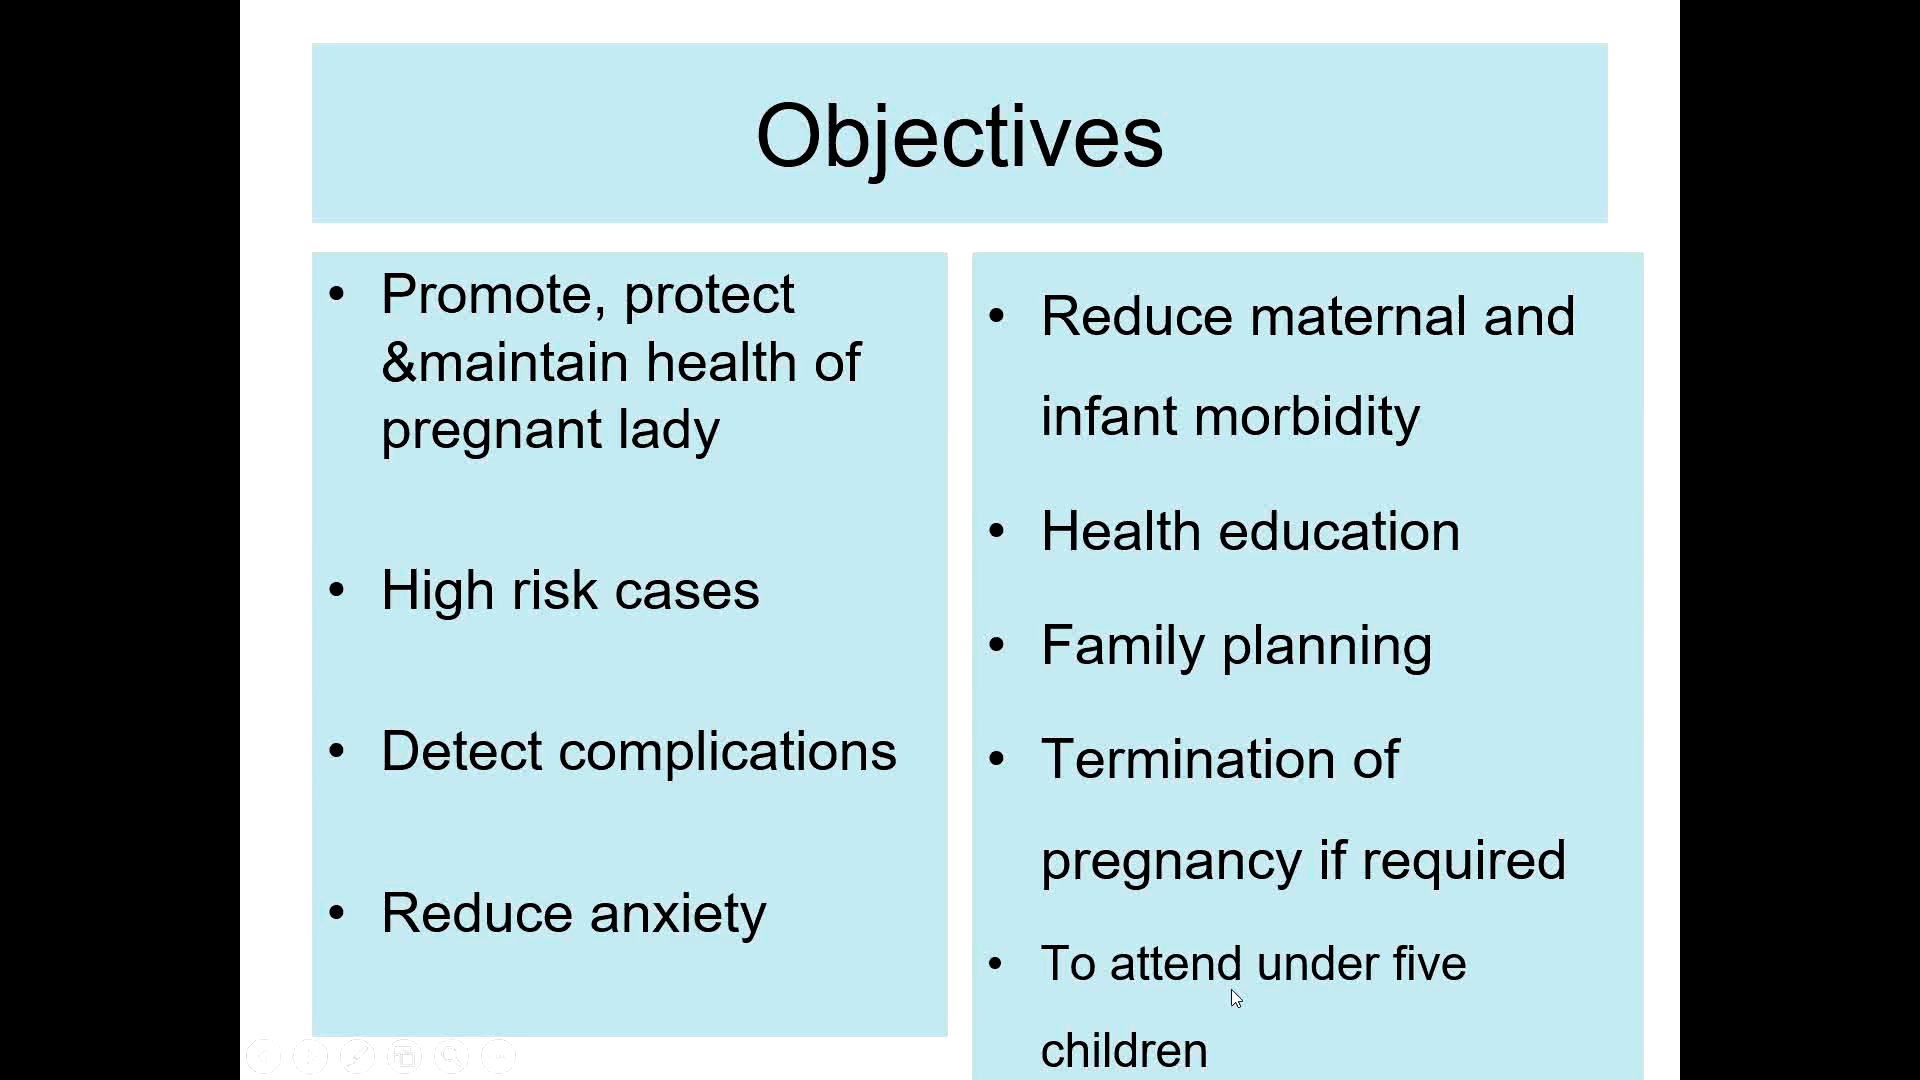 Objectives
• Promote, protect
&maintain health of
pregnant lady
• High risk cases
• Detect complications
• Reduce anxiety
• Reduce maternal and
infant morbidity
• Health education
• Family planning
• Termination of
pregnancy if required
• To attend under five
children